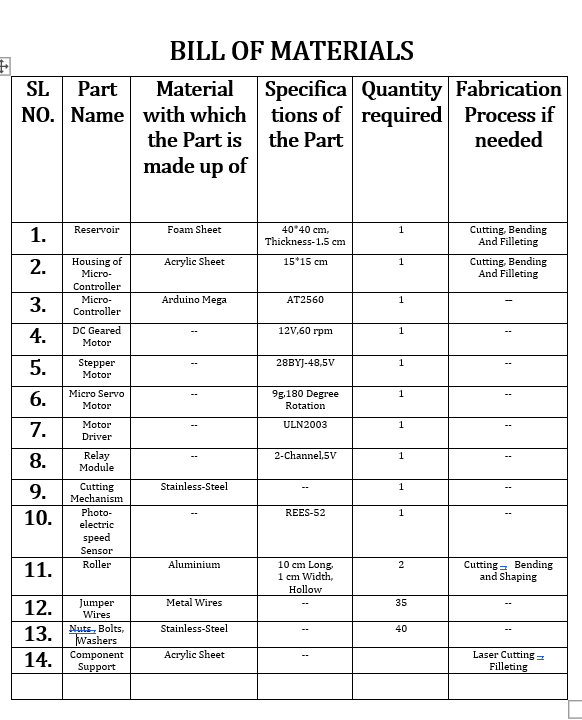 BILL OF MATERIALS
SL NO. Part Name Material with which the Part is made up of Specifica tions of the Part Quantity required Fabrication Process if needed
1. Reservoir Foam Sheet 40*40 cm, Thickness-1.5 cm 1 Cutting, Bending And Filleting
2. Housing of Micro-Controller Acrylic Sheet 15*15 cm 1 Cutting, Bending And Filleting
3. Micro-Controller Arduino Mega AT2560 1 --
4. DC Geared Motor -- 12V,60 rpm 1 --
5. Stepper Motor -- 28BYJ-48,5V 1 --
6. Micro Servo Motor -- 9g,180 Degree Rotation 1 --
7. Motor Driver -- ULN2003 1 --
8. Relay Module -- 2-Channel,5V 1 --
9. Cutting Mechanism Stainless-Steel -- 1 --
10. Photo-electric speed Sensor -- REES-52 1 --
11. Roller Aluminium 10 cm Long, 1 cm Width, Hollow 2 Cutting, Bending and Shaping
12. Jumper Wires Metal Wires -- 35 --
13. Nuts, Bolts, Washers Stainless-Steel -- 40 --
14. Component Support Acrylic Sheet -- Laser Cutting, Filleting